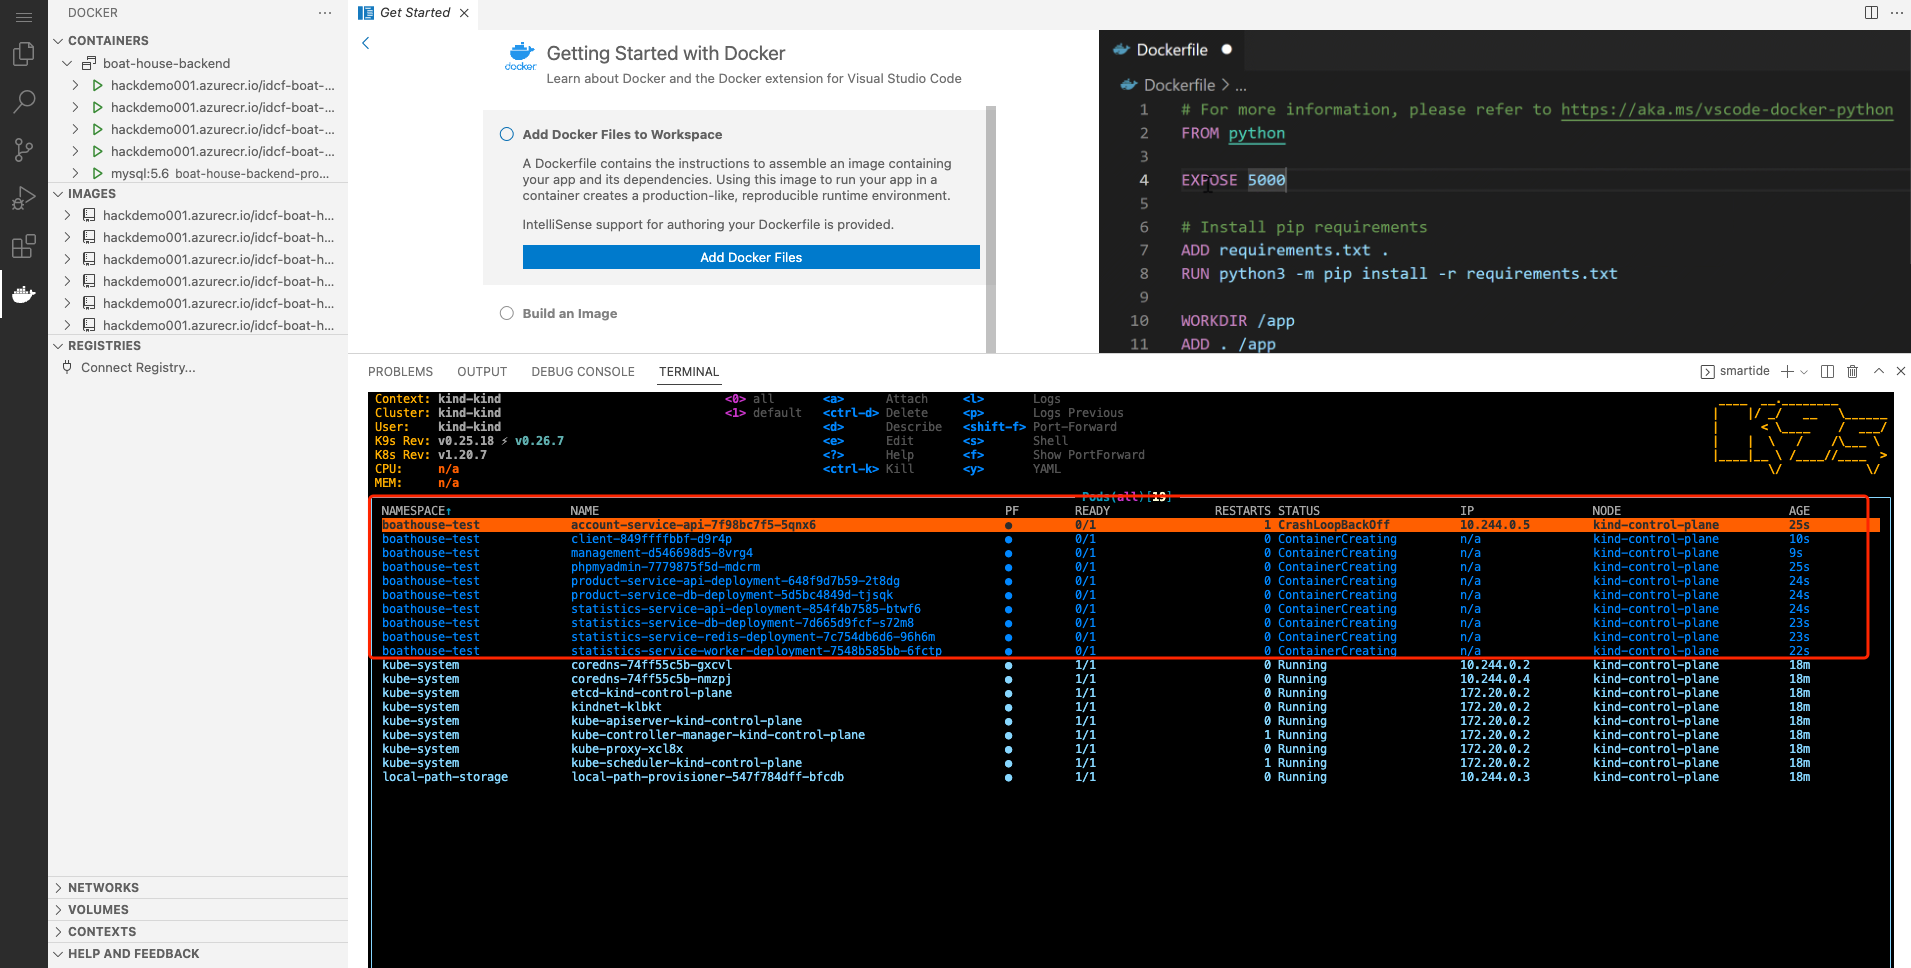 DOCKER
CONTAINERS
boat-house-backend
hackdemo001.azurecr.io/idcf-boat-...
hackdemo001.azurecr.io/idcf-boat-...
hackdemo001.azurecr.io/idcf-boat-...
hackdemo001.azurecr.io/idcf-boat-...
mysql:5.6 boat-house-backend-pro...
IMAGES
hackdemo001.azurecr.io/idcf-boat-h...
hackdemo001.azurecr.io/idcf-boat-h...
hackdemo001.azurecr.io/idcf-boat-h...
hackdemo001.azurecr.io/idcf-boat-h...
hackdemo001.azurecr.io/idcf-boat-h...
hackdemo001.azurecr.io/idcf-boat-h...
REGISTRIES
Connect Registry...
NETWORKS
VOLUMES
CONTEXTS
HELP AND FEEDBACK
Get Started
docker
Getting Started with Docker
Learn about Docker and the Docker extension for Visual Studio Code
Add Docker Files to Workspace
A Dockerfile contains the instructions to assemble an image containing
your app and its dependencies. Using this image to run your app in a
container creates a production-like, reproducible runtime environment.
IntelliSense support for authoring your Dockerfile is provided.
Add Docker Files
Build an Image
Dockerfile
Dockerfile > ...
1 # For more information, please refer to https://aka.ms/vscode-docker-python
2 FROM python
3
4 EXPOSE 5000
5
6 # Install pip requirements
7 ADD requirements.txt .
8 RUN python3 -m pip install -r requirements.txt
9
10 WORKDIR /app
11 ADD . /app
PROBLEMS OUTPUT DEBUG CONSOLE TERMINAL
smartide
Context: kind-kind <0> all <a> Attach <l> Logs
Cluster: kind-kind <1> default <ctrl-d> Delete <p> Logs Previous
User: kind-kind <d> Describe <shift-f> Port-Forward
K9s Rev: v0.25.18 ⚡ v0.26.7 <e> Edit <s> Shell
K8s Rev: v1.20.7 <?> Help <f> Show PortForward
CPU: n/a <ctrl-k> Kill <y> YAML
MEM: n/a
Pods(all)[19]
NAMESPACE↑ NAME PF READY RESTARTS STATUS IP NODE AGE
boathouse-test account-service-api-7f98bc7f5-5qnx6 ● 0/1 1 CrashLoopBackOff 10.244.0.5 kind-control-plane 25s
boathouse-test client-849ffffbbf-d9r4p ● 0/1 0 ContainerCreating n/a kind-control-plane 10s
boathouse-test management-d546698d5-8vrg4 ● 0/1 0 ContainerCreating n/a kind-control-plane 9s
boathouse-test phpmyadmin-7779875f5d-mdcrm ● 0/1 0 ContainerCreating n/a kind-control-plane 25s
boathouse-test product-service-api-deployment-648f9d7b59-2t8dg ● 0/1 0 ContainerCreating n/a kind-control-plane 24s
boathouse-test product-service-db-deployment-5d5bc4849d-tjsqk ● 0/1 0 ContainerCreating n/a kind-control-plane 24s
boathouse-test statistics-service-api-deployment-854f4b7585-btwf6 ● 0/1 0 ContainerCreating n/a kind-control-plane 24s
boathouse-test statistics-service-db-deployment-7d665d9fcf-s72m8 ● 0/1 0 ContainerCreating n/a kind-control-plane 23s
boathouse-test statistics-service-redis-deployment-7c754db6d6-96h6m ● 0/1 0 ContainerCreating n/a kind-control-plane 23s
boathouse-test statistics-service-worker-deployment-7548b585bb-6fctp ● 0/1 0 ContainerCreating n/a kind-control-plane 22s
kube-system coredns-74ff55c5b-gxcvl ● 1/1 0 Running 10.244.0.2 kind-control-plane 18m
kube-system coredns-74ff55c5b-nmzpj ● 1/1 0 Running 10.244.0.4 kind-control-plane 18m
kube-system etcd-kind-control-plane ● 1/1 0 Running 172.20.0.2 kind-control-plane 18m
kube-system kindnet-klbkt ● 1/1 0 Running 172.20.0.2 kind-control-plane 18m
kube-system kube-apiserver-kind-control-plane ● 1/1 0 Running 172.20.0.2 kind-control-plane 18m
kube-system kube-controller-manager-kind-control-plane ● 1/1 1 Running 172.20.0.2 kind-control-plane 18m
kube-system kube-proxy-xcl8x ● 1/1 0 Running 172.20.0.2 kind-control-plane 18m
kube-system kube-scheduler-kind-control-plane ● 1/1 1 Running 172.20.0.2 kind-control-plane 18m
local-path-storage local-path-provisioner-547f784dff-bfcdb ● 1/1 0 Running 10.244.0.3 kind-control-plane 18m